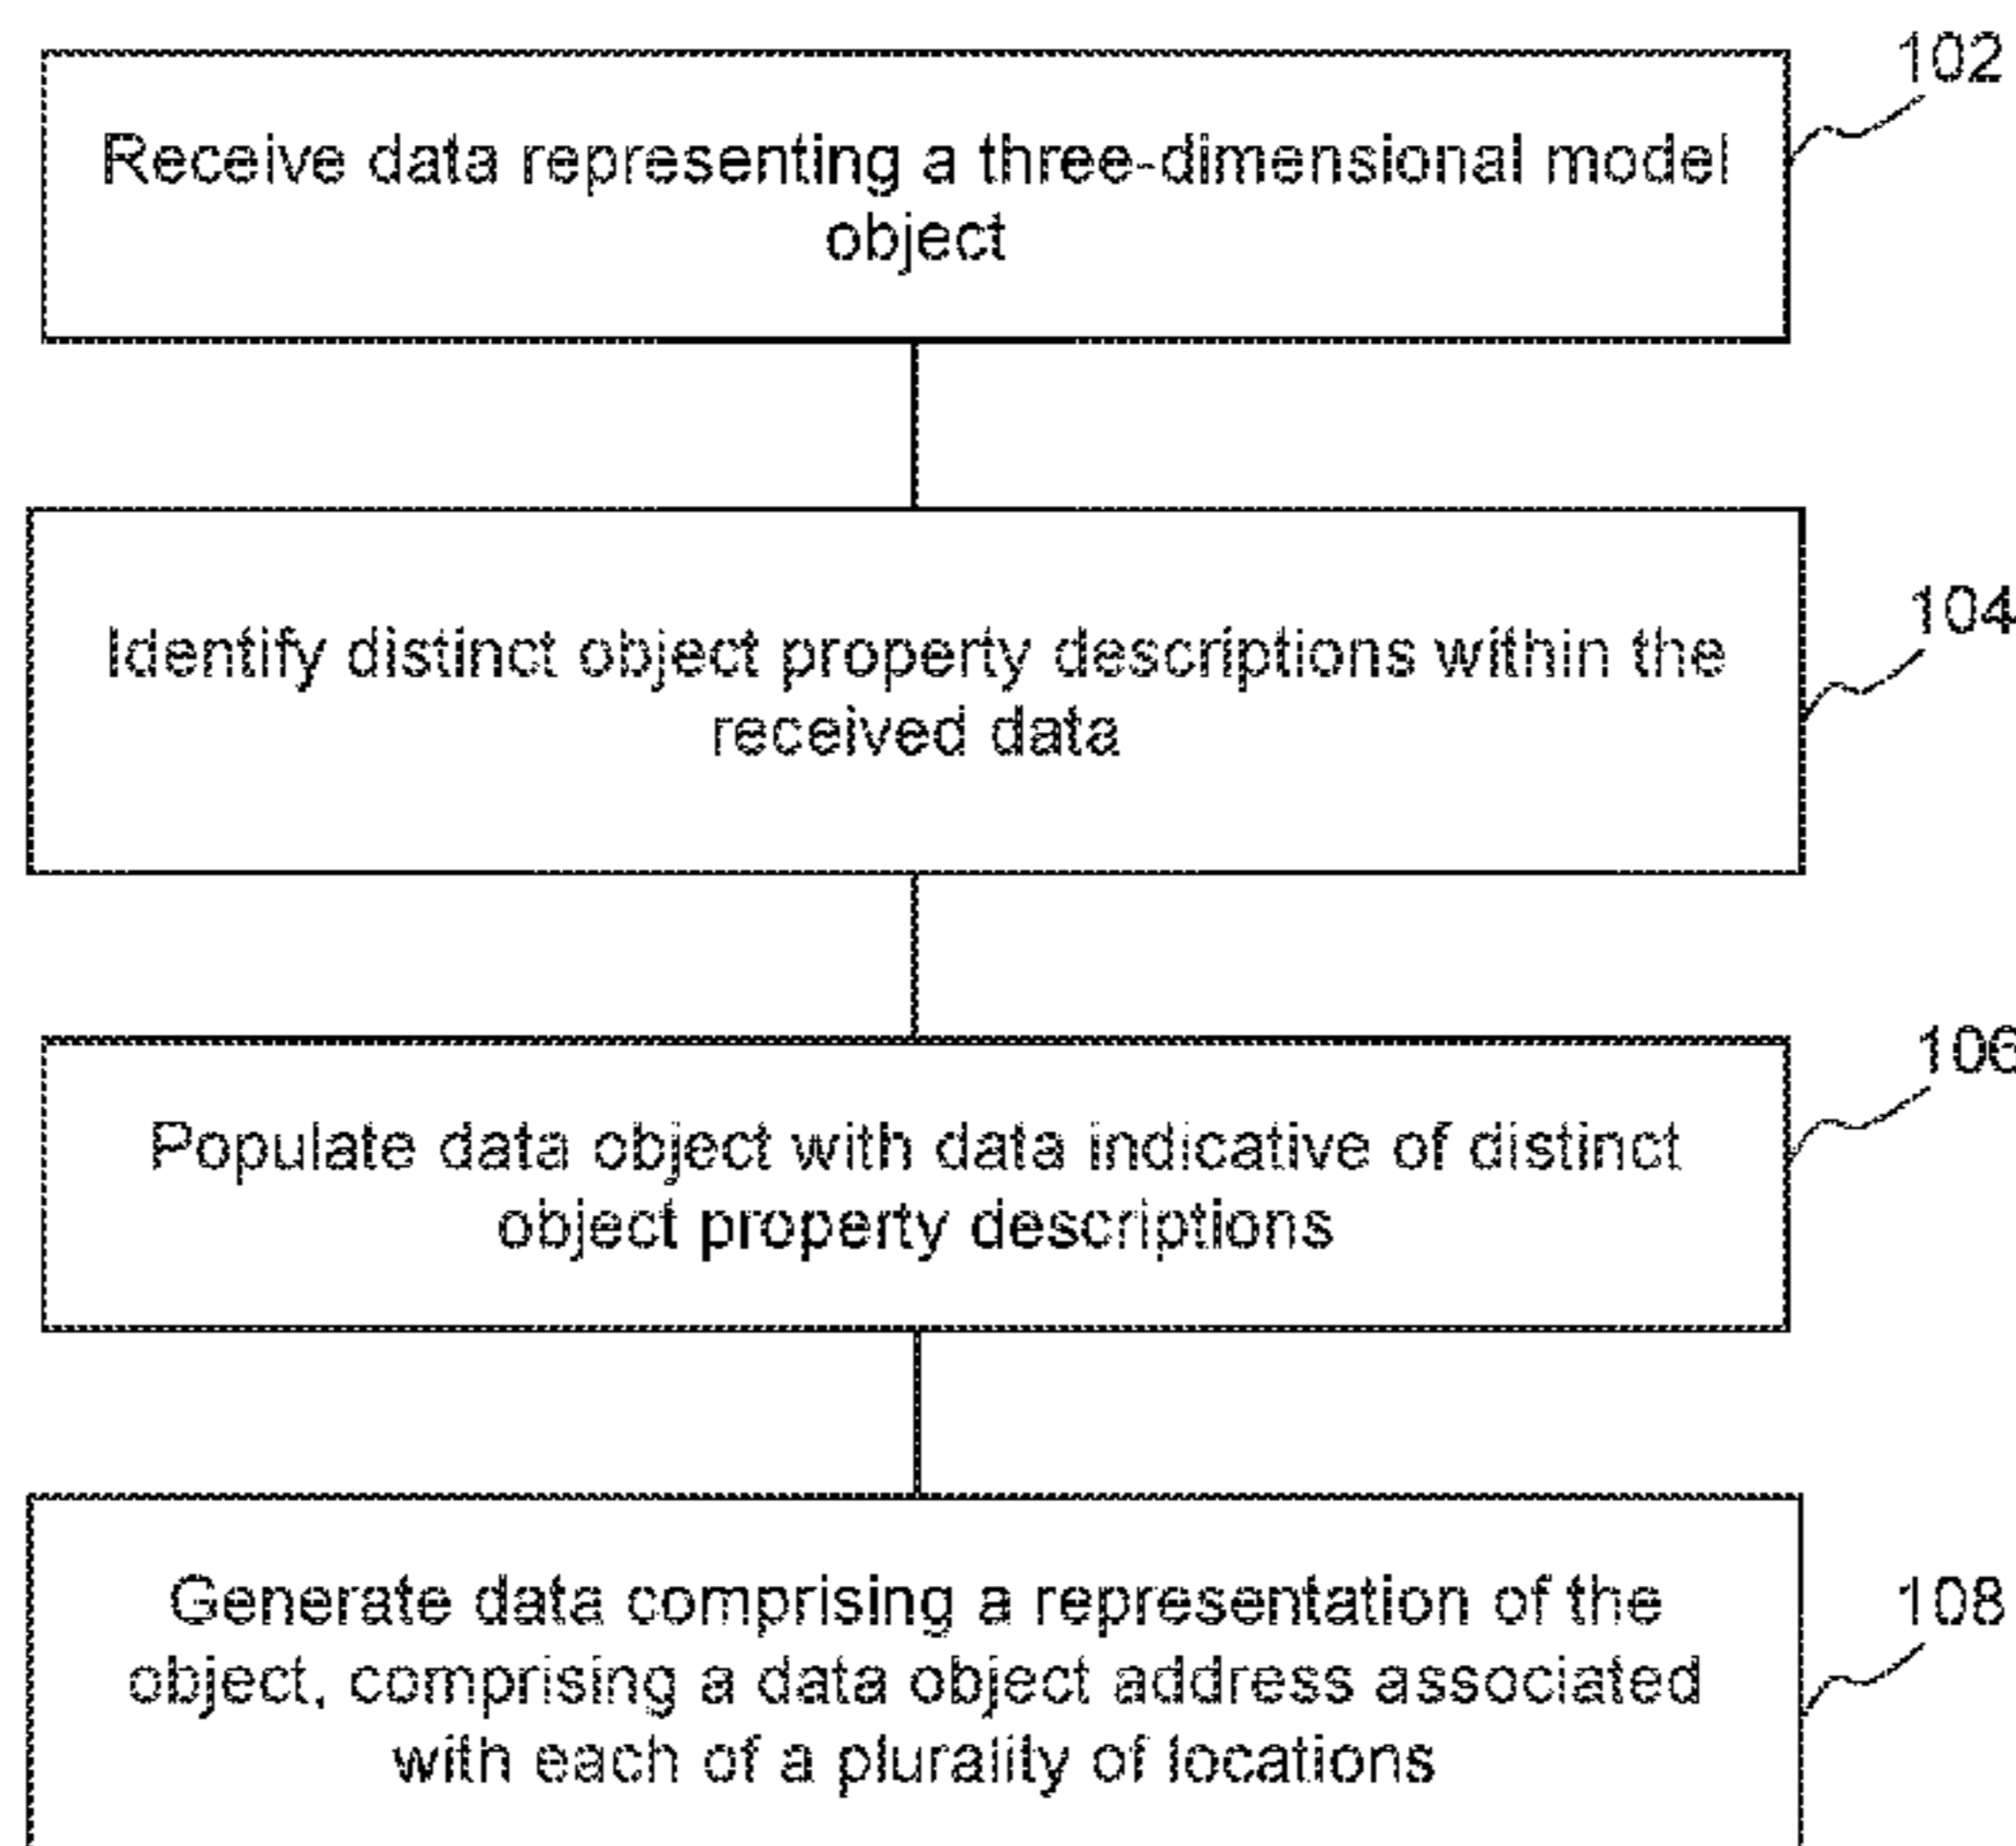 102
Receive data representing a three-dimensional model
object
104
Identify distinct object property descriptions within the
received data
106
Populate data object with data indicative of distinct
object property descriptions
108
Generate data comprising a representation of the
object, comprising a data object address associated
with each of a plurality of locations